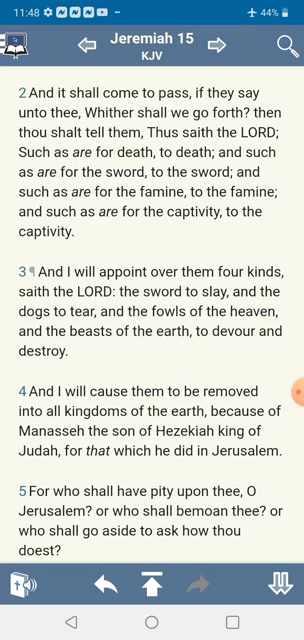 11:48
44%
Jeremiah 15
KJV
2 And it shall come to pass, if they say
unto thee, Whither shall we go forth? then
thou shalt tell them, Thus saith the LORD;
Such as are for death, to death; and such
as are for the sword, to the sword; and
such as are for the famine, to the famine;
and such as are for the captivity, to the
captivity.
3 ¶ And I will appoint over them four kinds,
saith the LORD: the sword to slay, and the
dogs to tear, and the fowls of the heaven,
and the beasts of the earth, to devour and
destroy.
4 And I will cause them to be removed
into all kingdoms of the earth, because of
Manasseh the son of Hezekiah king of
Judah, for that which he did in Jerusalem.
5 For who shall have pity upon thee, O
Jerusalem? or who shall bemoan thee? or
who shall go aside to ask how thou
doest?